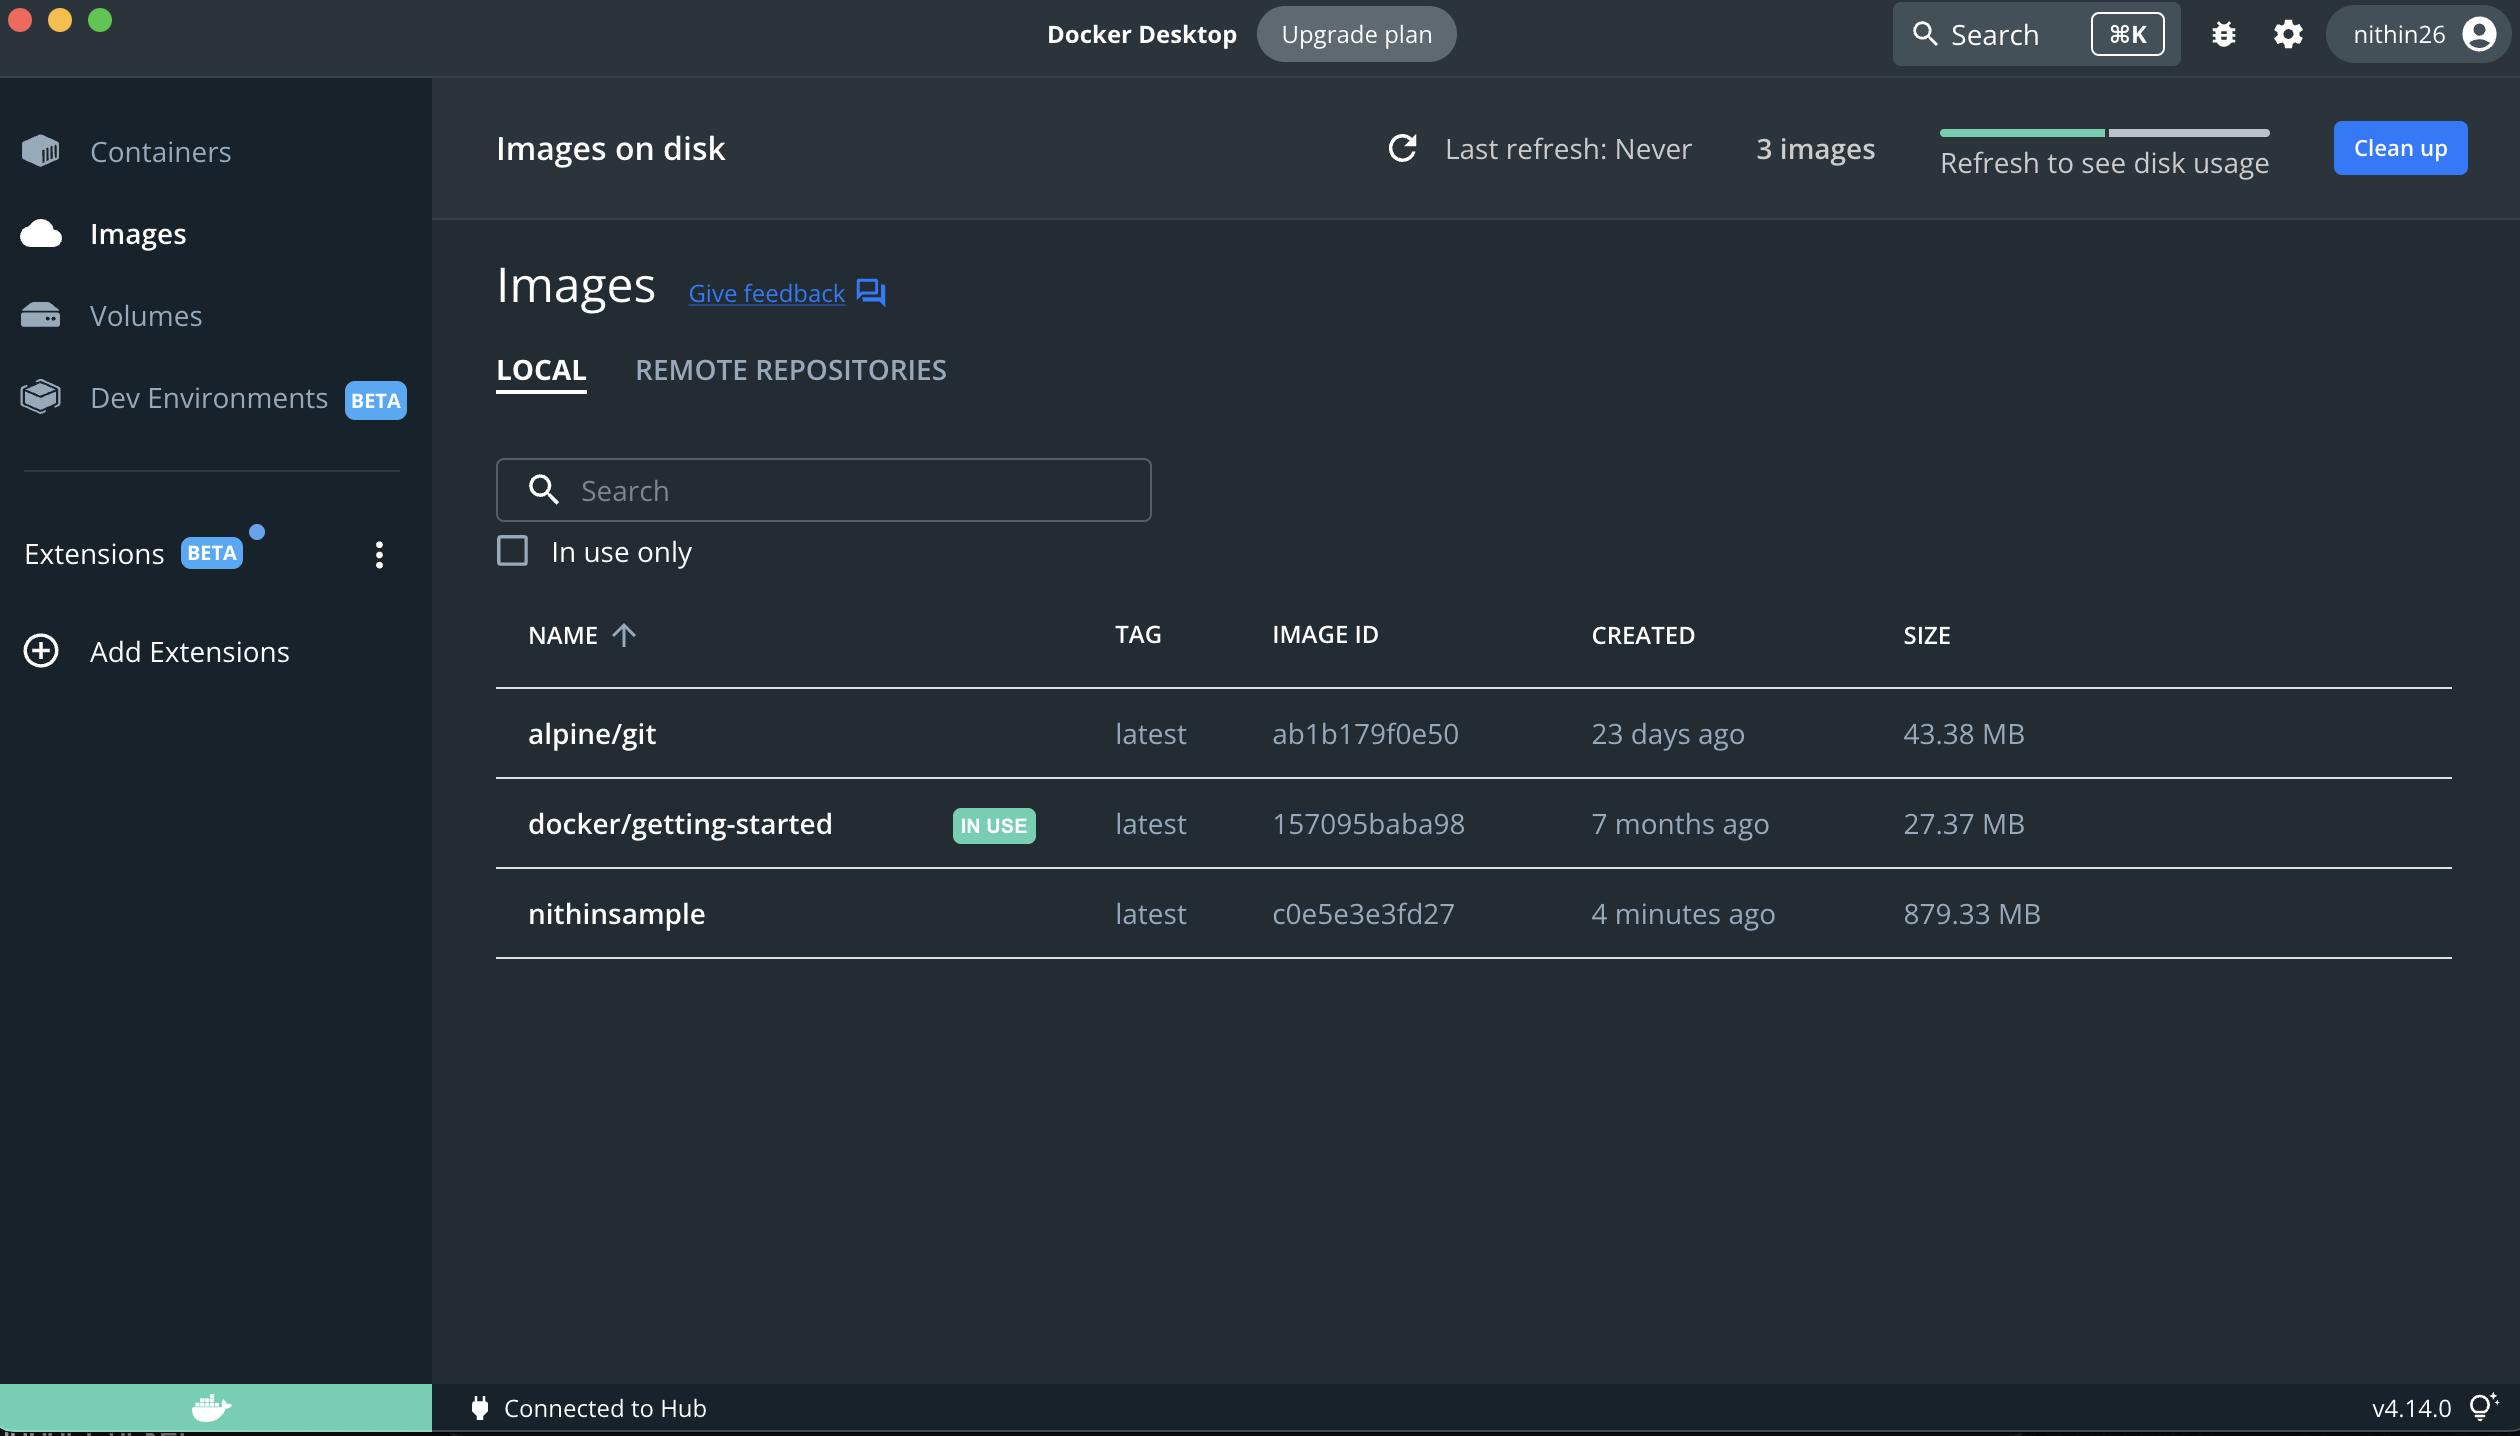 Docker Desktop Upgrade plan Search ⌘K nithin26
Containers
Images
Volumes
Dev Environments BETA
Extensions BETA
Add Extensions
Images on disk Last refresh: Never 3 images Refresh to see disk usage Clean up
Images Give feedback
LOCAL REMOTE REPOSITORIES
Search
In use only
NAME TAG IMAGE ID CREATED SIZE
alpine/git latest ab1b179f0e50 23 days ago 43.38 MB
docker/getting-started IN USE latest 157095baba98 7 months ago 27.37 MB
nithinsample latest c0e5e3e3fd27 4 minutes ago 879.33 MB
Connected to Hub v4.14.0